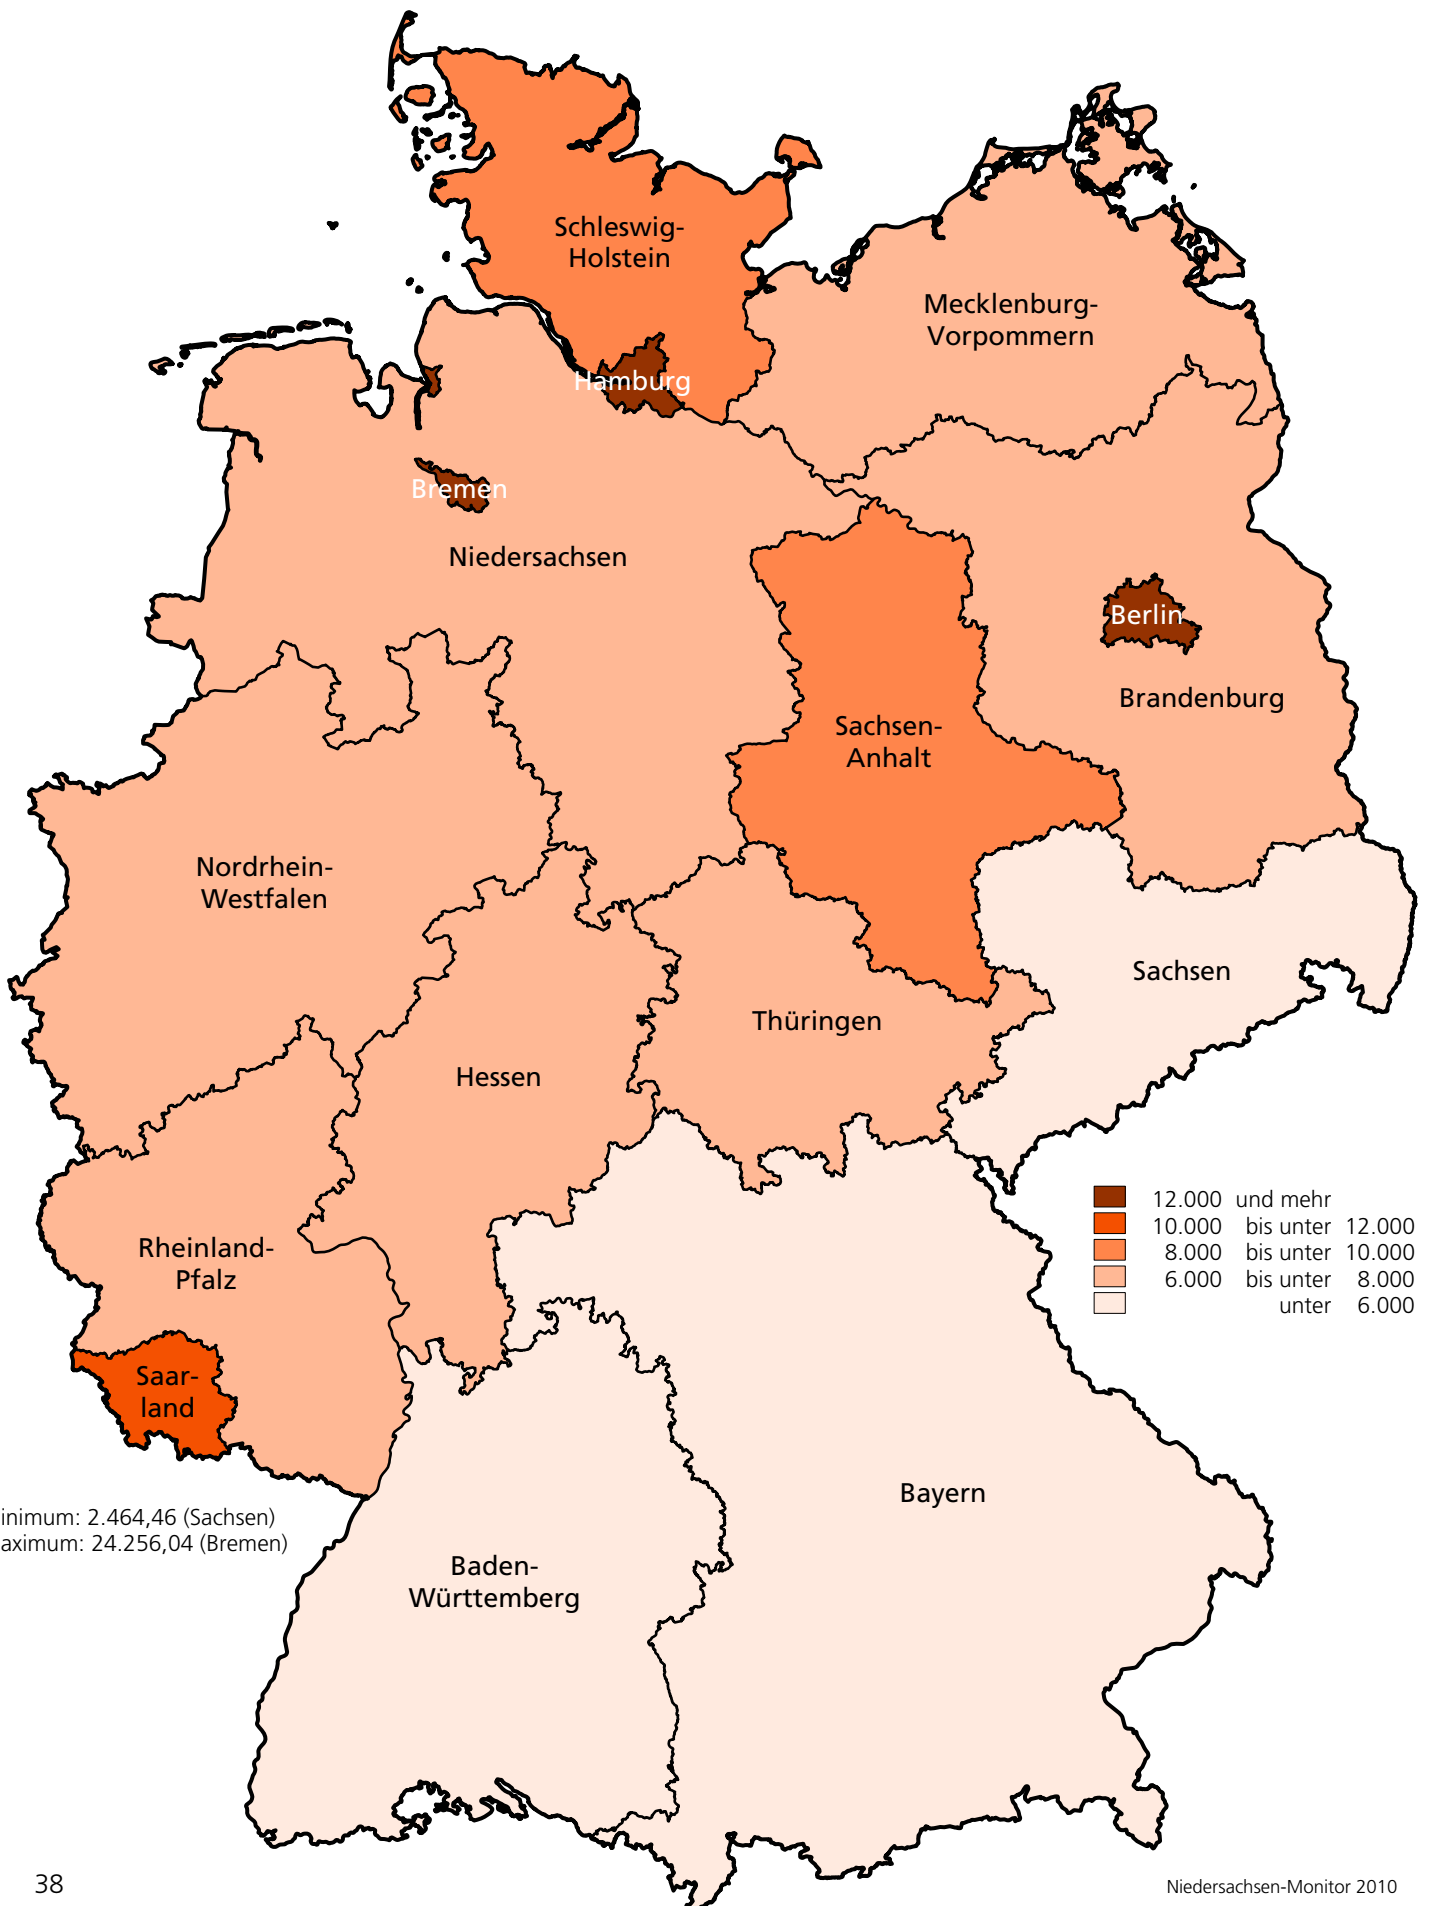 Schleswig-
Holstein
Mecklenburg-
Vorpommern
Hamburg
Bremen
Niedersachsen
Berlin
Brandenburg
Sachsen-
Anhalt
Nordrhein-
Westfalen
Sachsen
Thüringen
Hessen
12.000 und mehr
10.000 bis unter 12.000
8.000 bis unter 10.000
6.000 bis unter 8.000
unter 6.000
Rheinland-
Pfalz
Saar-
land
Bayern
inimum: 2.464,46 (Sachsen)
aximum: 24.256,04 (Bremen)
Baden-
Württemberg
38
Niedersachsen-Monitor 2010